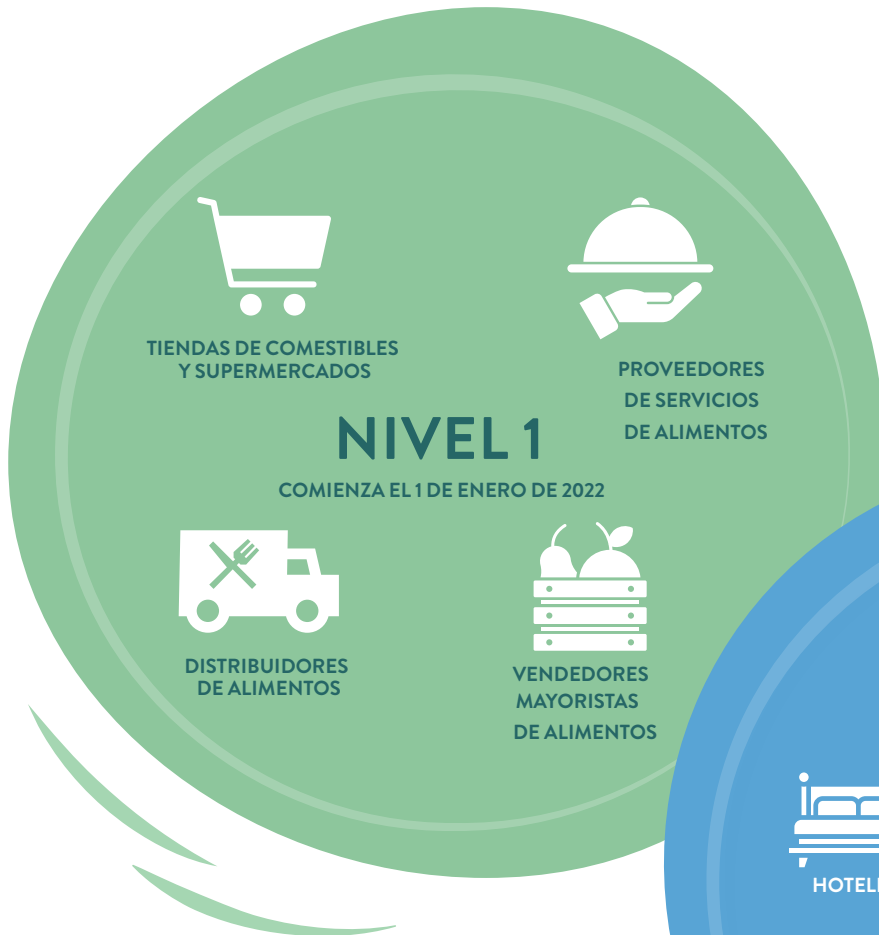 TIENDAS DE COMESTIBLES
Y SUPERMERCADOS
PROVEEDORES
DE SERVICIOS
DE ALIMENTOS
NIVEL 1
COMIENZA EL 1 DE ENERO DE 2022
DISTRIBUIDORES
DE ALIMENTOS
VENDEDORES
MAYORISTAS
DE ALIMENTOS